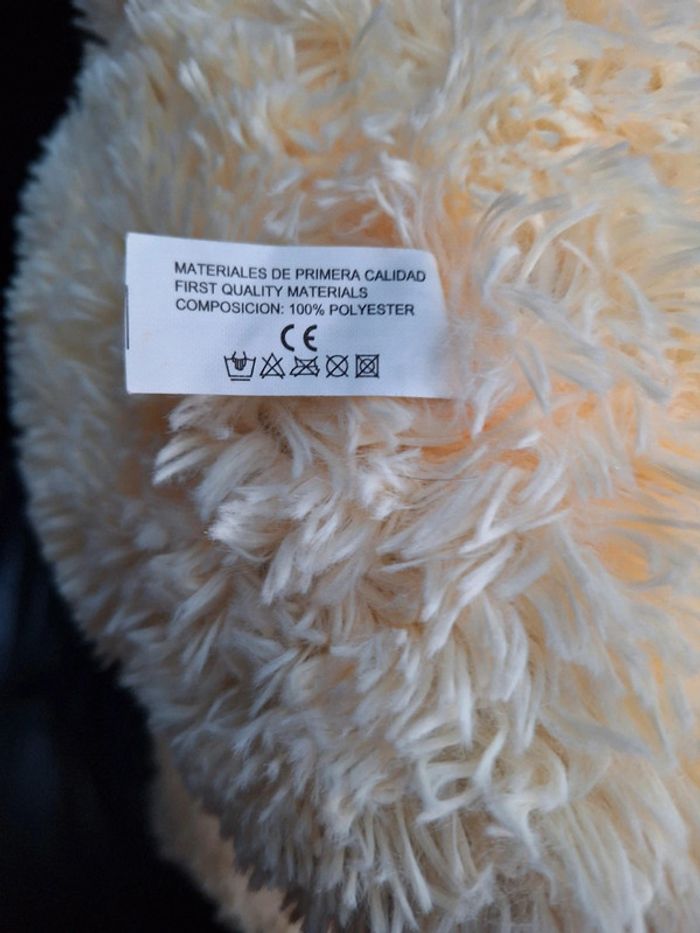 MATERIALES DE PRIMERA CALIDAD
FIRST QUALITY MATERIALS
COMPOSICION: 100% POLYESTER
CE